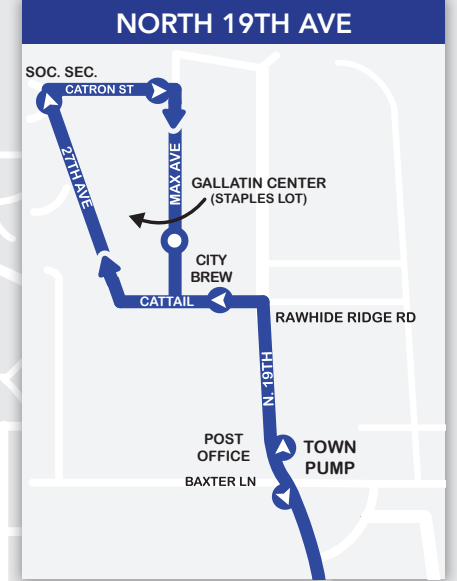 NORTH 19TH AVE
SOC. SEC.
CATRON ST
27TH AVE
MAX AVE
GALLATIN CENTER
(STAPLES LOT)
CITY
BREW
CATTAIL
RAWHIDE RIDGE RD
N. 19TH
POST
OFFICE
TOWN
PUMP
BAXTER LN